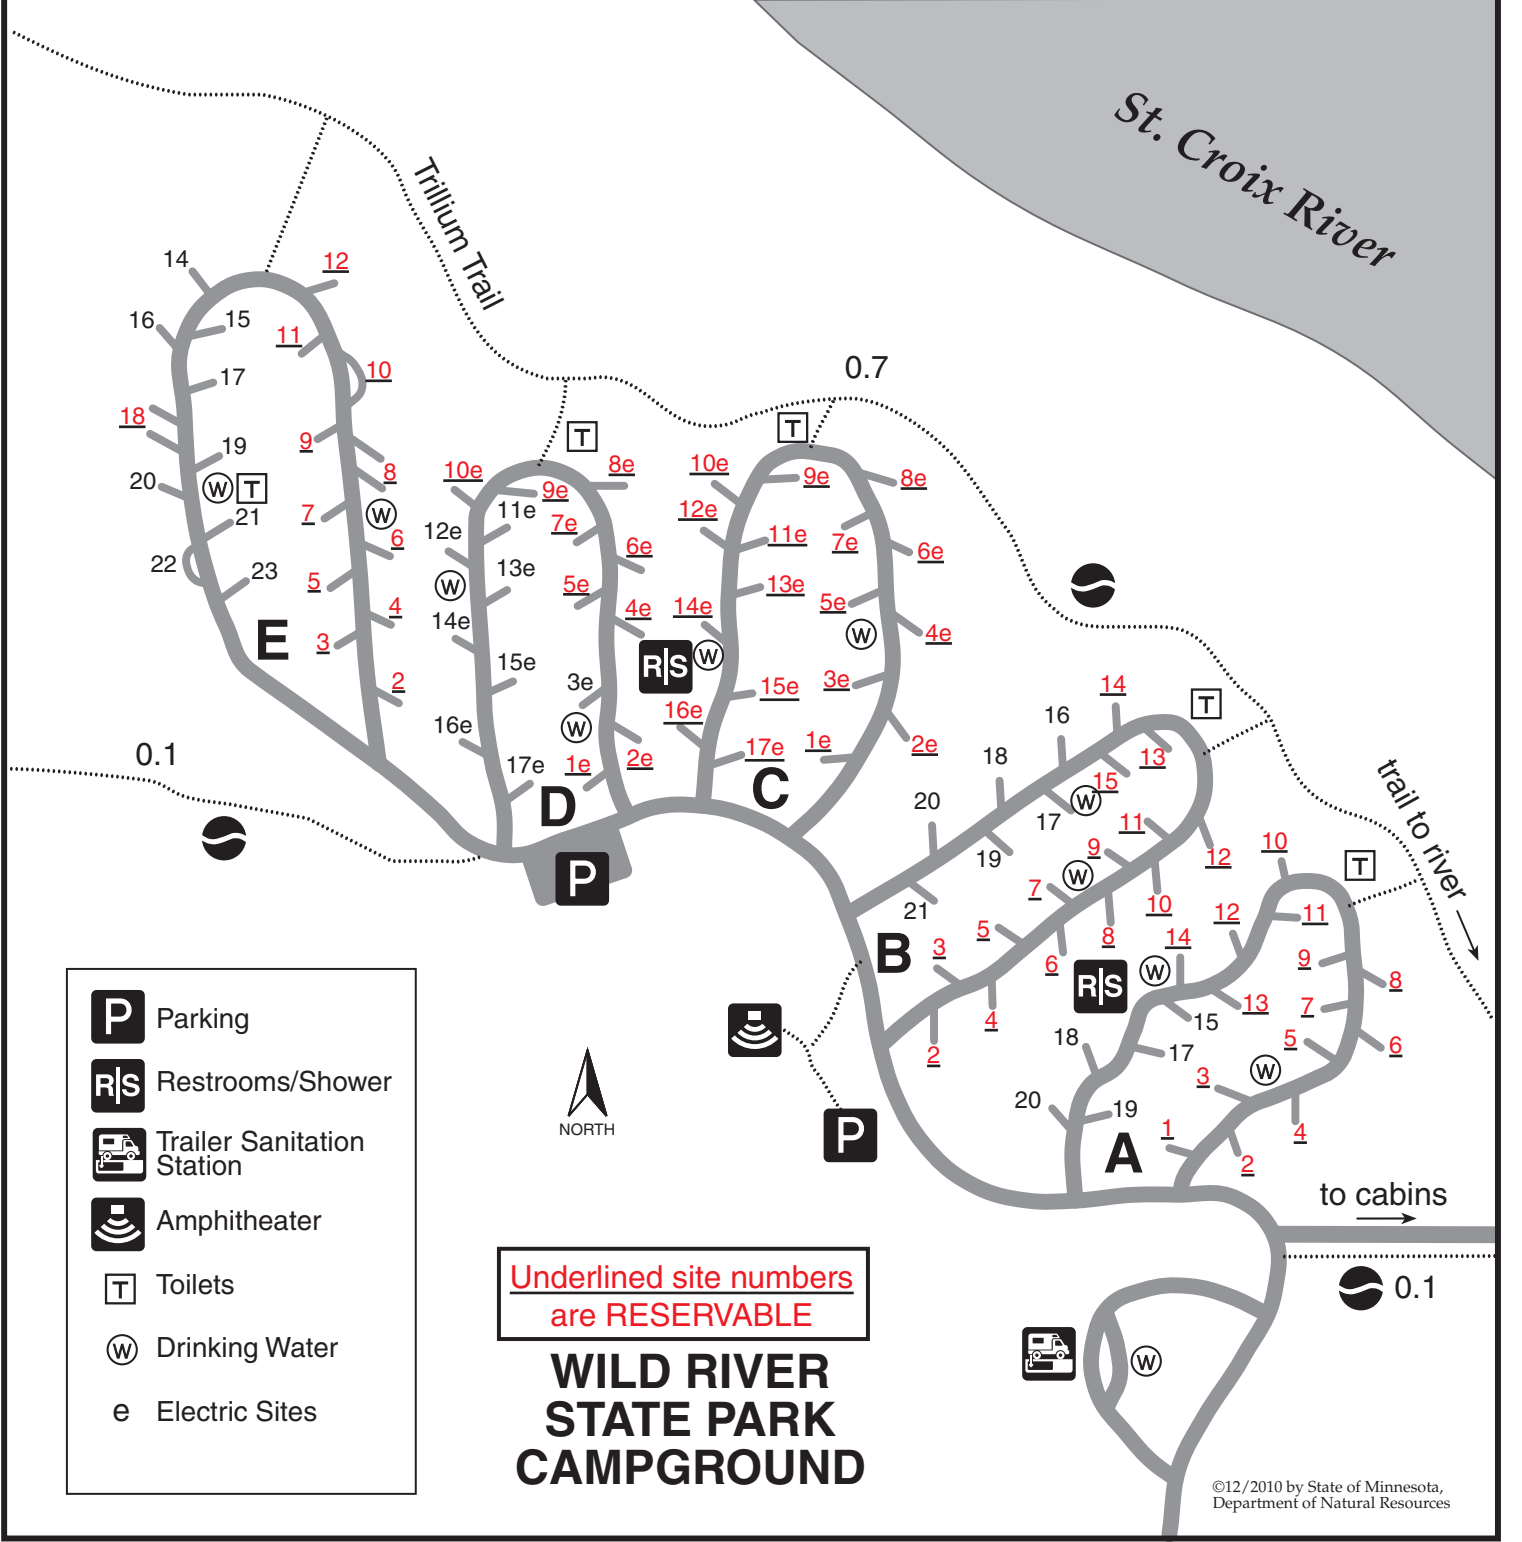 St. Croix River
Trillium Trail
0.7
14
12
16
15
11
10
17
18
9
19
8
20
W
T
7
W
21
6
22
23
5
4
E
3
2
0.1
T
10e
9e
8e
11e
12e
7e
6e
13e
W
5e
4e
14e
15e
3e
16e
W
17e
1e
2e
D
P
T
10e
9e
8e
12e
11e
7e
6e
13e
5e
14e
R|S
W
W
4e
15e
3e
16e
17e
1e
2e
C
14
T
16
13
18
15
W
17
20
11
19
9
12
W
7
21
10
5
8
3
6
B
4
2
trail to river
10
T
12
11
14
9
R|S
W
8
13
7
15
18
5
6
17
W
3
20
19
1
4
A
2
P
NORTH
to cabins
0.1
W
P
Parking
R|S
Restrooms/Shower
Trailer Sanitation
Station
Amphitheater
T
Toilets
W
Drinking Water
e
Electric Sites
Underlined site numbers
are RESERVABLE
WILD RIVER
STATE PARK
CAMPGROUND
©12/2010 by State of Minnesota,
Department of Natural Resources